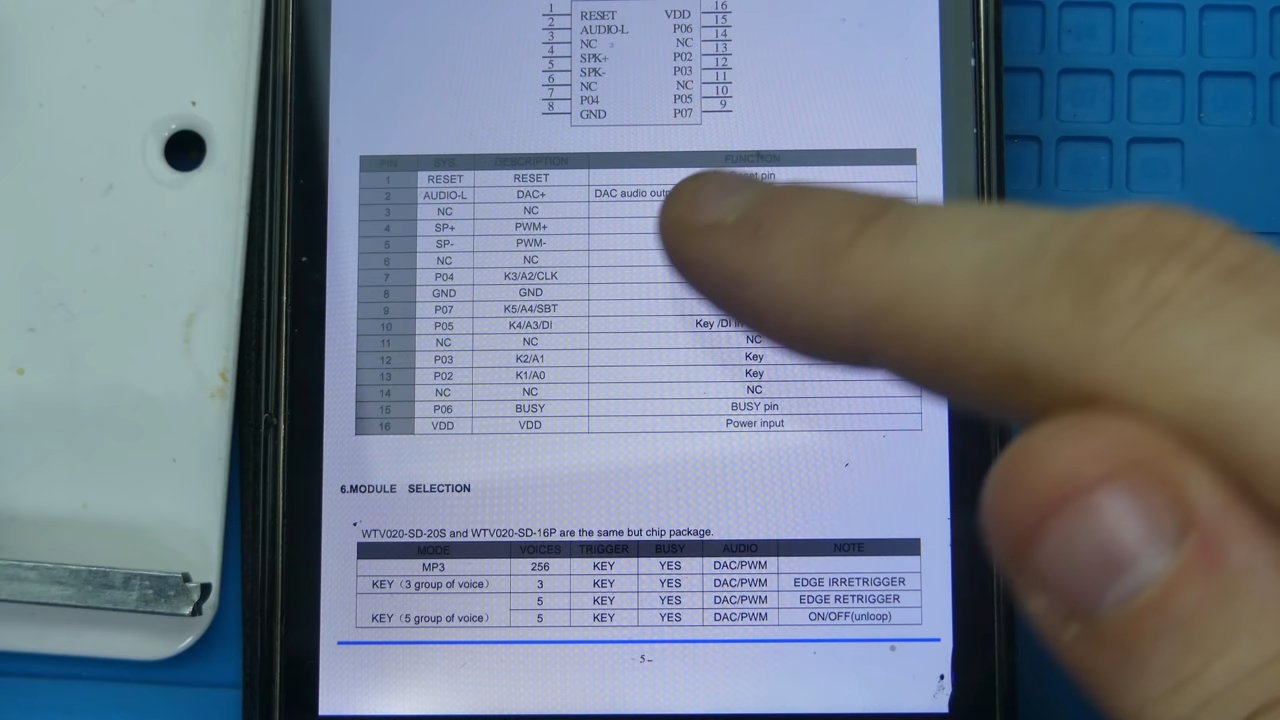 1 RESET VDD 16
2 AUDIO-L P06 15
3 NC NC 14
4 SPK+ P02 13
5 SPK- P03 12
6 NC NC 11
7 P04 P05 10
8 GND P07 9
PIN SYS. DESCRIPTION FUNCTION
1 RESET RESET pin
2 AUDIO-L DAC+ DAC audio
3 NC NC
4 SP+ PWM+
5 SP- PWM-
6 NC NC
7 P04 K3/A2/CLK
8 GND GND
9 P07 K5/A4/SBT
10 P05 K4/A3/DI Key /DI
11 NC NC NC
12 P03 K2/A1 Key
13 P02 K1/A0 Key
14 NC NC NC
15 P06 BUSY BUSY pin
16 VDD VDD Power input
6.MODULE SELECTION
WTV020-SD-20S and WTV020-SD-16P are the same but chip package.
MODE VOICES TRIGGER BUSY AUDIO NOTE
MP3 256 KEY YES DAC/PWM
KEY（3 group of voice） 3 KEY YES DAC/PWM EDGE IRRETRIGGER
5 KEY YES DAC/PWM EDGE RETRIGGER
KEY（5 group of voice） 5 KEY YES DAC/PWM ON/OFF(unloop)
- 5–